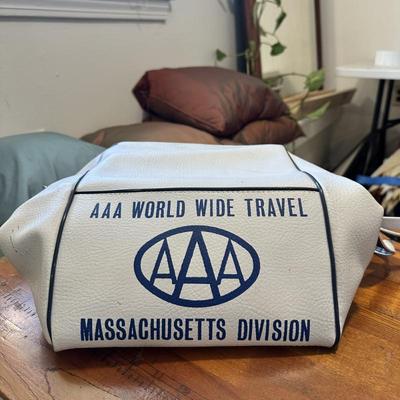 AAA WORLD WIDE TRAVEL
AAA
MASSACHUSETTS DIVISION